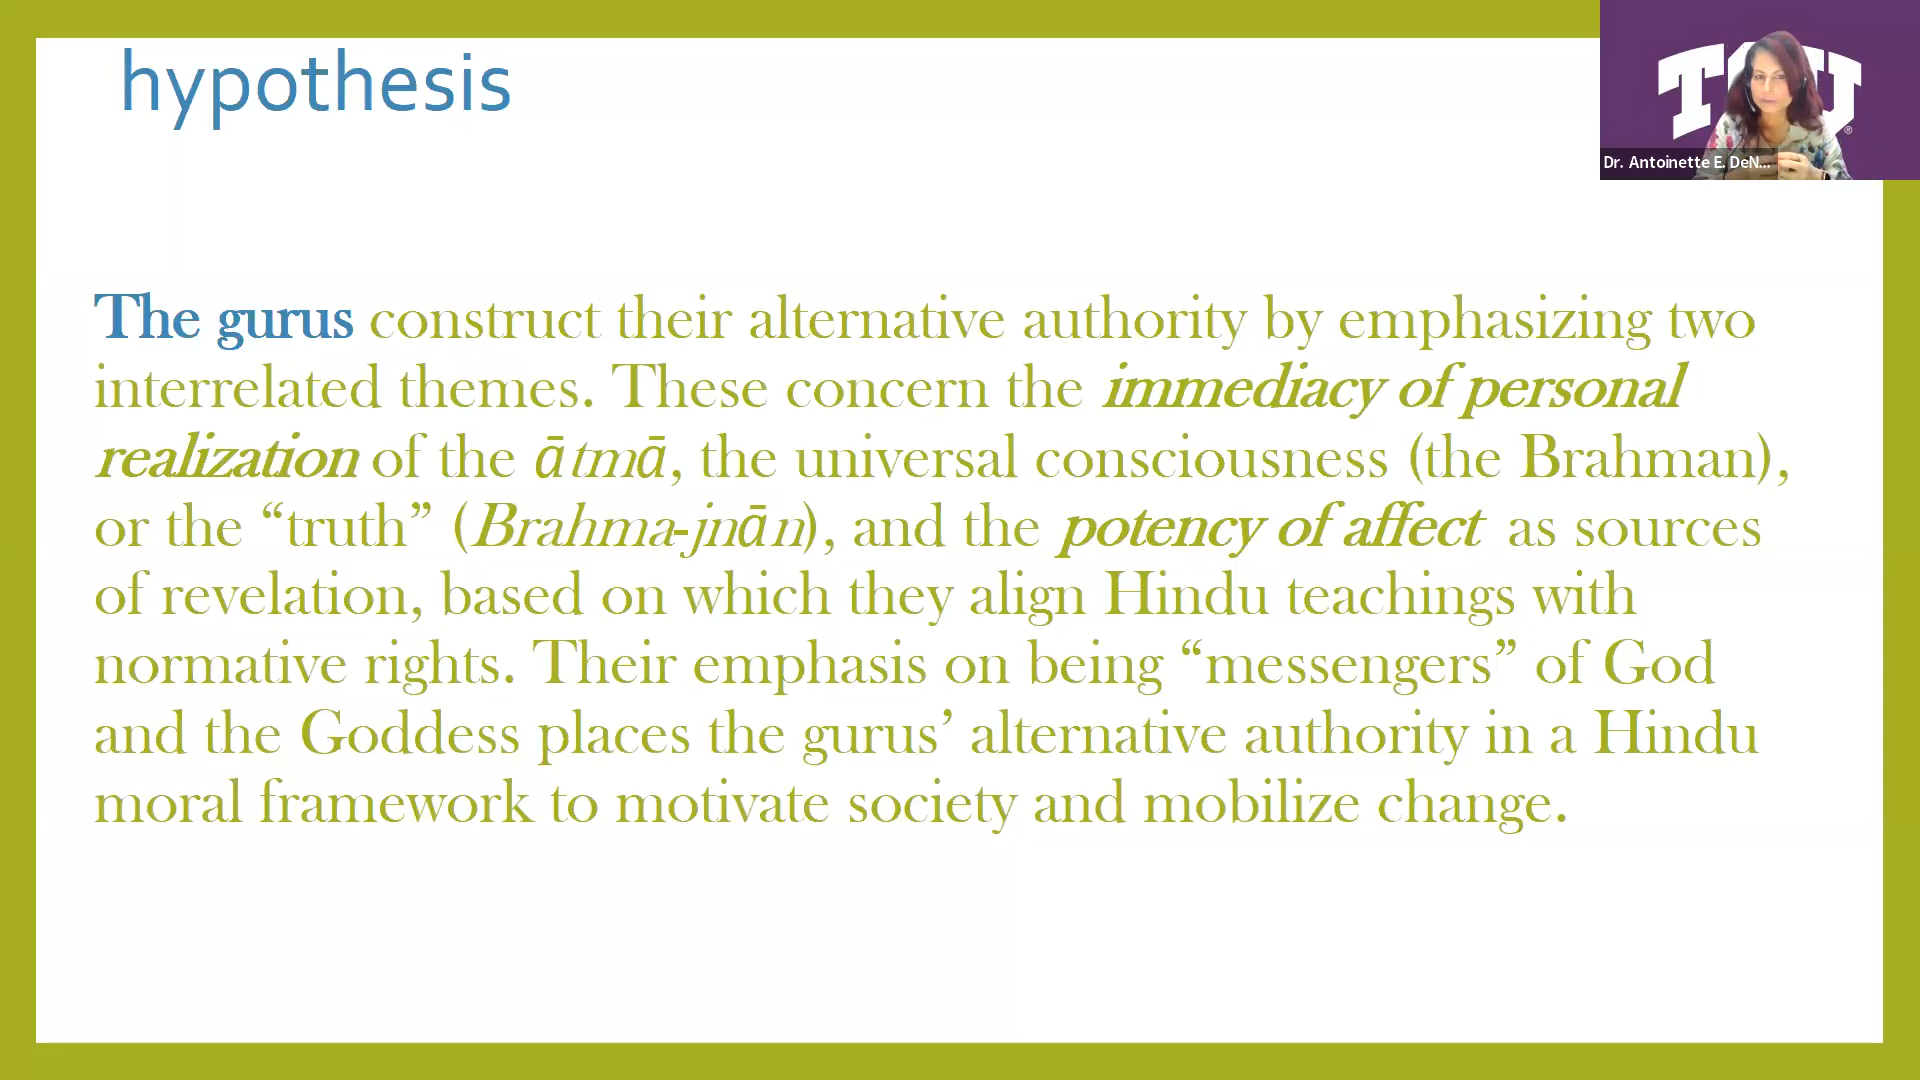 hypothesis
TCU
®
Dr. Antoinette E. DeN...
The gurus construct their alternative authority by emphasizing two
interrelated themes. These concern the immediacy of personal
realization of the ātmā, the universal consciousness (the Brahman),
or the “truth” (Brahma-jnān), and the potency of affect as sources
of revelation, based on which they align Hindu teachings with
normative rights. Their emphasis on being “messengers” of God
and the Goddess places the gurus’ alternative authority in a Hindu
moral framework to motivate society and mobilize change.